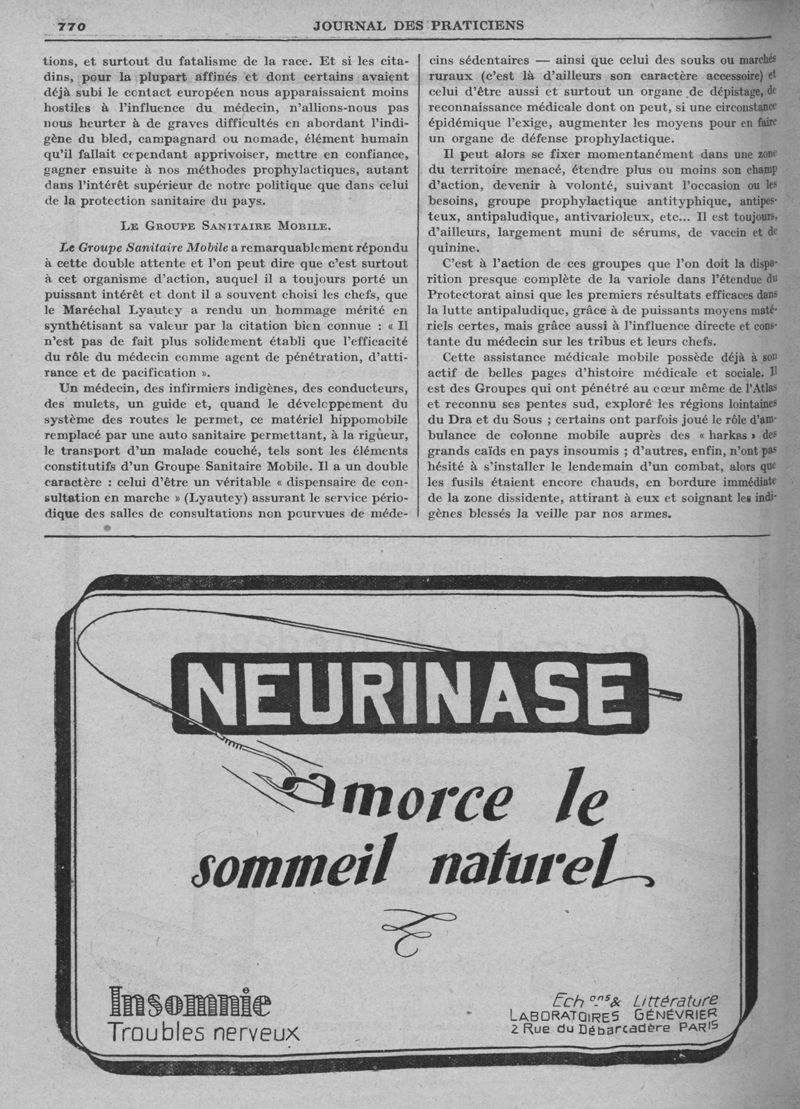 770
JOURNAL DES PRATICIENS
tions, et surtout du fatalisme de la race. Et si les cita-
dins, pour la plupart affinés et dont certains avaient
déjà subi le contact européen nous apparaissaient moins
hostiles à l'influence du médecin, n'allions-nous pas
nous heurter à de graves difficultés en abordant l'indi-
gène du bled, campagnard ou nomade, élément humain
qu'il fallait cependant apprivoiser, mettre en confiance,
gagner ensuite à nos méthodes prophylactiques, autant
dans l'intérêt supérieur de notre politique que dans celui
de la protection sanitaire du pays.
LE GROUPE SANITAIRE MOBILE.
Le Groupe Sanitaire Mobile a remarquablement répondu
à cette double attente et l'on peut dire que c'est surtout
à cet organisme d'action, auquel il a toujours porté un
puissant intérêt et dont il a souvent choisi les chefs, que
le Maréchal Lyautey a rendu un hommage mérité en
synthétisant sa valeur par la citation bien connue : « Il
n'est pas de fait plus solidement établi que l'efficacité
du rôle du médecin comme agent de pénétration, d'atti-
rance et de pacification ».
Un médecin, des infirmiers indigènes, des conducteurs,
des mulets, un guide et, quand le développement du
système des routes le permet, ce matériel hippomobile
remplacé par une auto sanitaire permettant, à la rigueur,
le transport d'un malade couché, tels sont les éléments
constitutifs d'un Groupe Sanitaire Mobile. Il a un double
caractère : celui d'être un véritable « dispensaire de con-
sultation en marche » (Lyautey) assurant le service pério-
dique des salles de consultations non pourvues de méde-
cins sédentaires — ainsi que celui des souks ou marchés
ruraux (c'est là d'ailleurs son caractère accessoire) et
celui d'être aussi et surtout un organe de dépistage, de
reconnaissance médicale dont on peut, si une circonstance
épidémique l'exige, augmenter les moyens pour en faire
un organe de défense prophylactique.
Il peut alors se fixer momentanément dans une zone
du territoire menacé, étendre plus ou moins son champ
d'action, devenir à volonté, suivant l'occasion ou les
besoins, groupe prophylactique antityphique, antipes-
teux, antipaludique, antivarioleux, etc... Il est toujours,
d'ailleurs, largement muni de sérums, de vaccin et de
quinine.
C'est à l'action de ces groupes que l'on doit la dispa-
rition presque complète de la variole dans l'étendue du
Protectorat ainsi que les premiers résultats efficaces dans
la lutte antipaludique, grâce à de puissants moyens maté-
riels certes, mais grâce aussi à l'influence directe et cons-
tante du médecin sur les tribus et leurs chefs.
Cette assistance médicale mobile possède déjà à son
actif de belles pages d'histoire médicale et sociale. Il
est des Groupes qui ont pénétré au cœur même de l'Atlas
et reconnu ses pentes sud, exploré les régions lointaines
du Dra et du Sous ; certains ont parfois joué le rôle d'am-
bulance de colonne mobile auprès des « harkas » des
grands caïds en pays insoumis ; d'autres, enfin, n'ont pas
hésité à s'installer le lendemain d'un combat, alors que
les fusils étaient encore chauds, en bordure immédiate
de la zone dissidente, attirant à eux et soignant les indi-
gènes blessés la veille par nos armes.
NEURINASE
amorce le
sommeil naturel
Insomnie
Troubles nerveux
Ech ons & Littérature
LABORATOIRES GÉNÉVRIER
2 Rue du Débarcadère PARIS